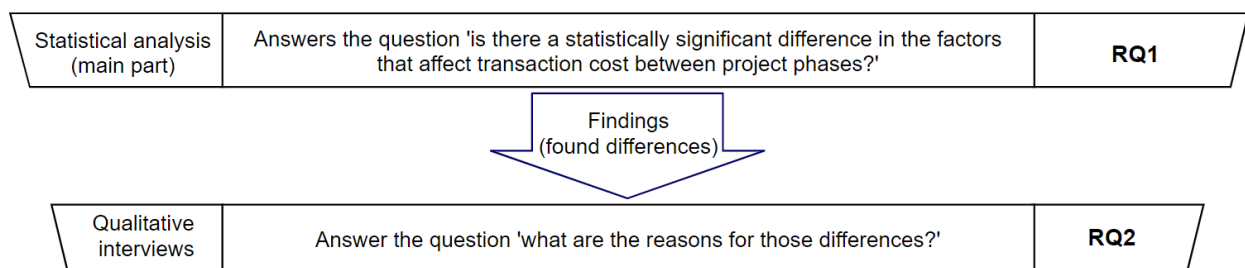 Statistical analysis
(main part)
Answers the question 'is there a statistically significant difference in the factors
that affect transaction cost between project phases?'
RQ1
Findings
(found differences)
Qualitative
interviews
Answer the question 'what are the reasons for those differences?'
RQ2